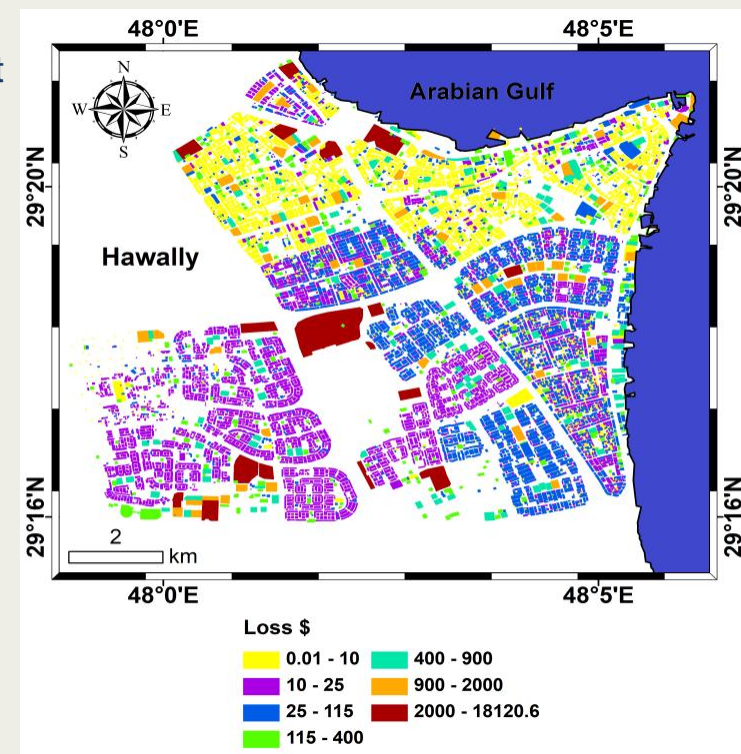 48°0'E 48°5'E
N
W E
S
Arabian Gulf
29°20'N 29°20'N
Hawally
29°16'N 29°16'N
2
km
48°0'E 48°5'E
Loss $
0.01 - 10 400 - 900
10 - 25 900 - 2000
25 - 115 2000 - 18120.6
115 - 400